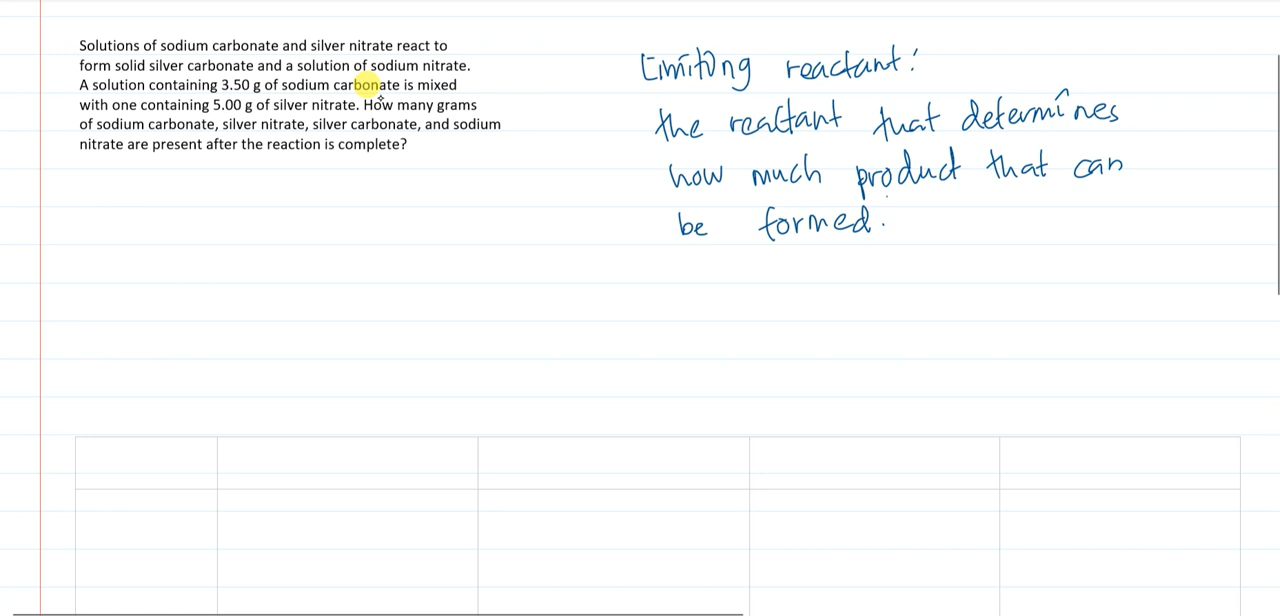 Solutions of sodium carbonate and silver nitrate react to
form solid silver carbonate and a solution of sodium nitrate.
A solution containing 3.50 g of sodium carbonate is mixed
with one containing 5.00 g of silver nitrate. How many grams
of sodium carbonate, silver nitrate, silver carbonate, and sodium
nitrate are present after the reaction is complete?
Limiting reactant:
the reactant that determines
how much product that can
be formed.